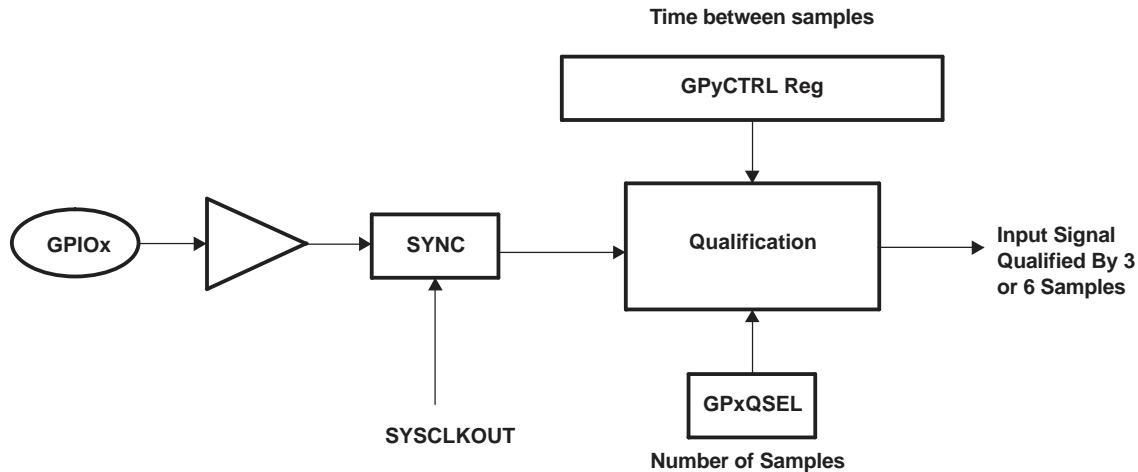 Time between samples
GPyCTRL Reg
GPIOx
SYNC
Qualification
Input Signal
Qualified By 3
or 6 Samples
GPxQSEL
SYSCLKOUT
Number of Samples